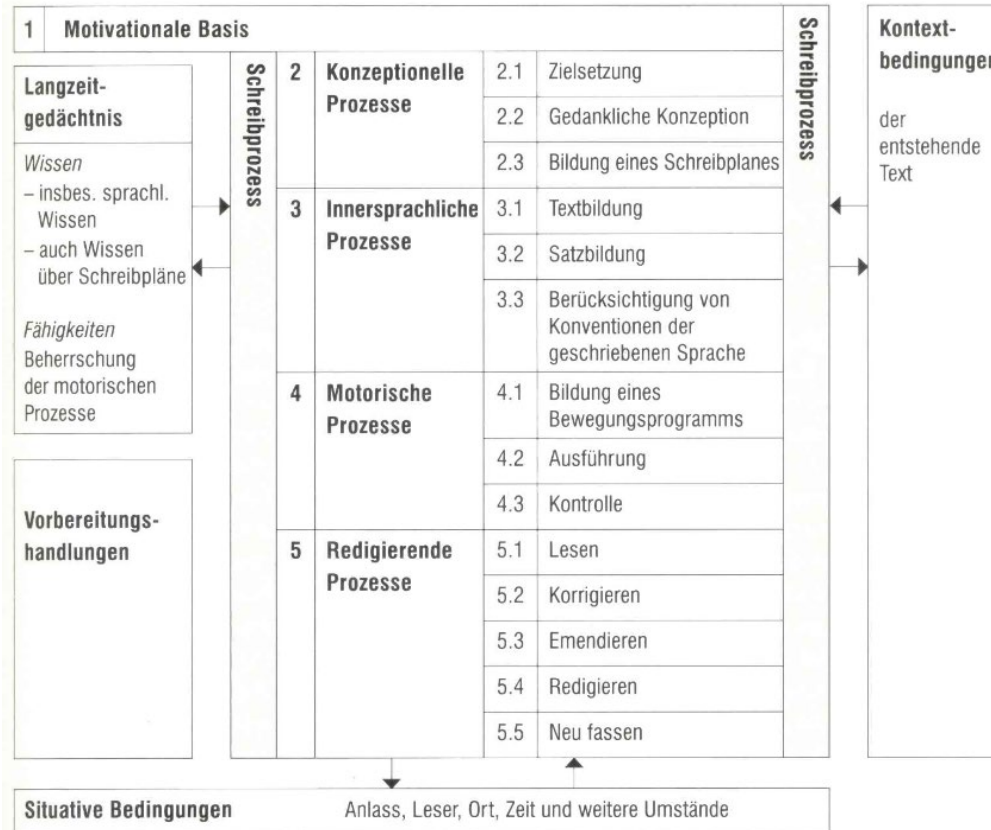 1 Motivationale Basis
Langzeit-
gedächtnis
Wissen
– insbes. sprachl.
Wissen
– auch Wissen
über Schreibpläne
Fähigkeiten
Beherrschung
der motorischen
Prozesse
Vorbereitungs-
handlungen
Schreibprozess
2 Konzeptionelle
Prozesse
2.1 Zielsetzung
2.2 Gedankliche Konzeption
2.3 Bildung eines Schreibplanes
3 Innersprachliche
Prozesse
3.1 Textbildung
3.2 Satzbildung
3.3 Berücksichtigung von
Konventionen der
geschriebenen Sprache
4 Motorische
Prozesse
4.1 Bildung eines
Bewegungsprogramms
4.2 Ausführung
4.3 Kontrolle
5 Redigierende
Prozesse
5.1 Lesen
5.2 Korrigieren
5.3 Emendieren
5.4 Redigieren
5.5 Neu fassen
Schreibprozess
Kontext-
bedingungen
der
entstehende
Text
Situative Bedingungen Anlass, Leser, Ort, Zeit und weitere Umstände